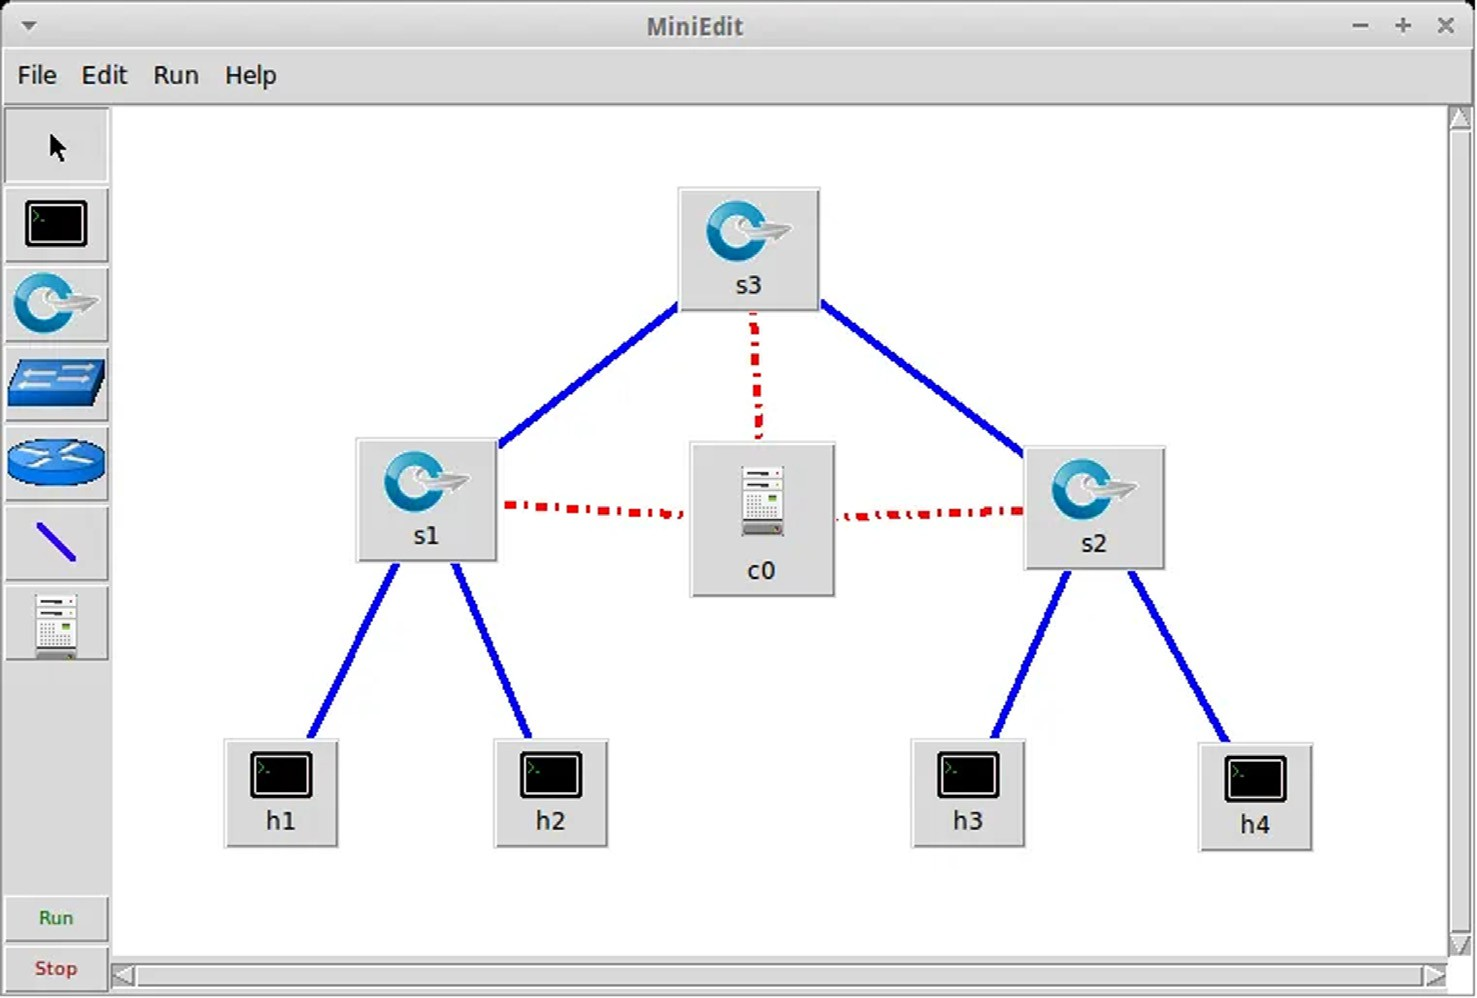 MiniEdit
File Edit Run Help
s3
s1
c0
s2
h1
h2
h3
h4
Run
Stop